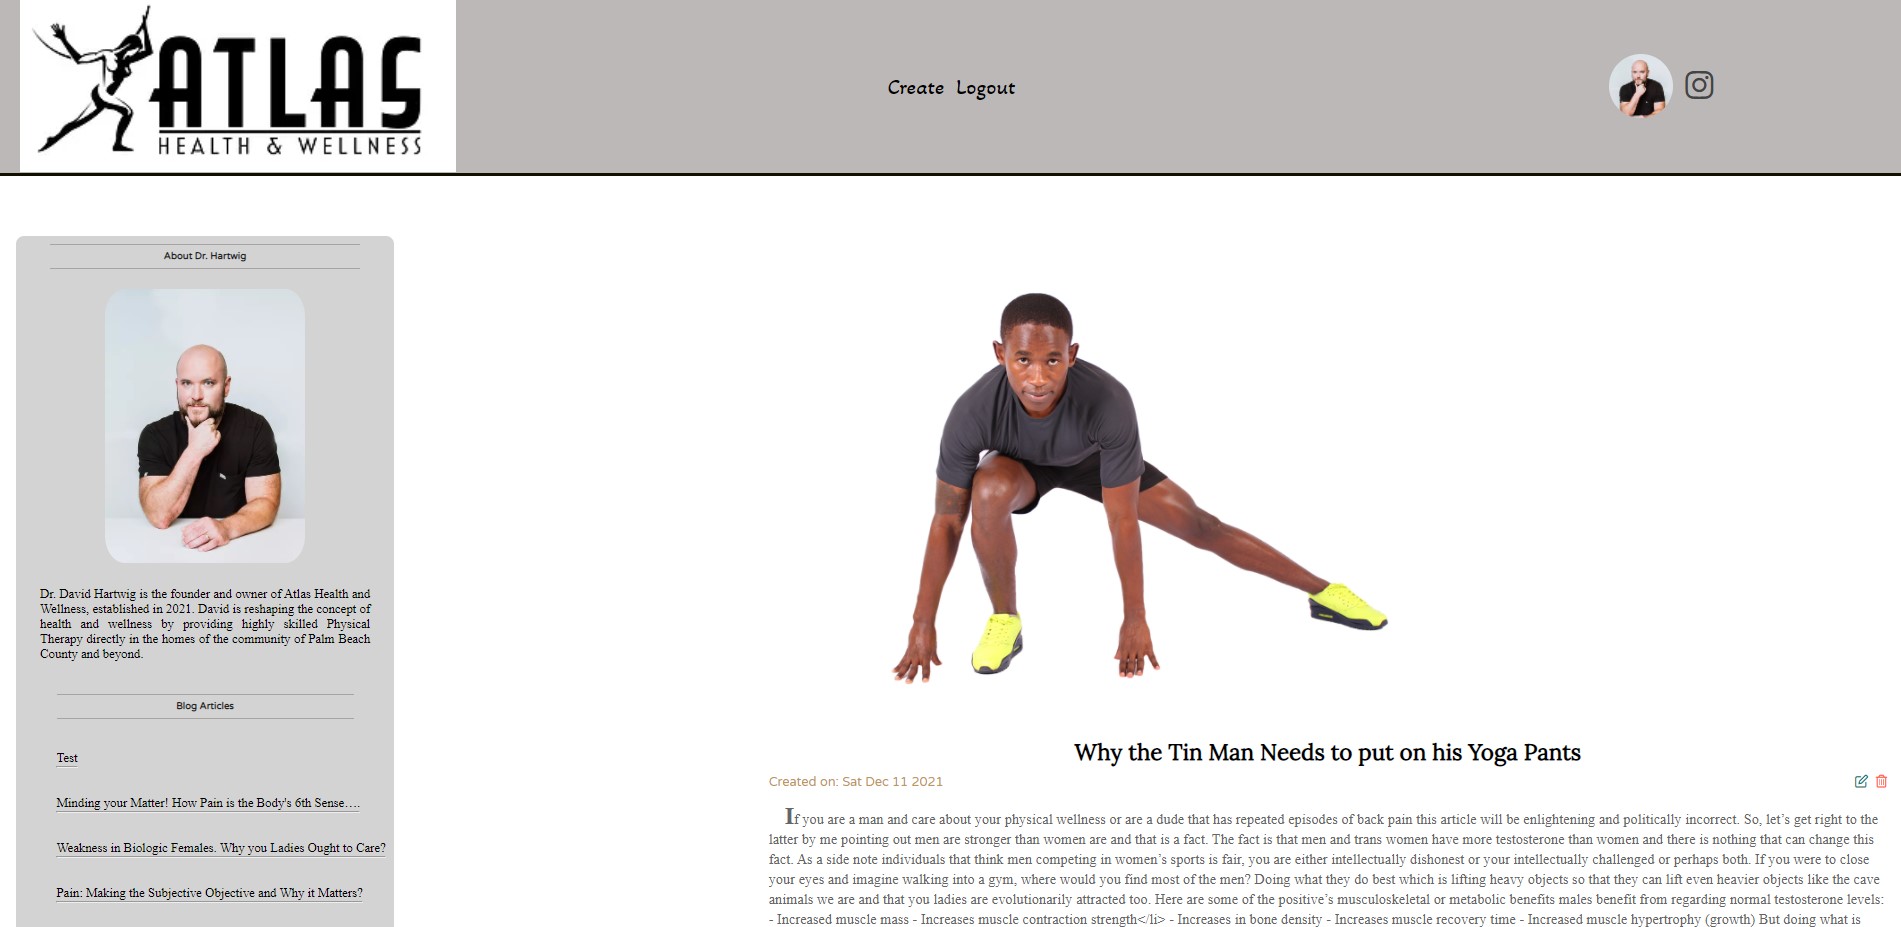 ATLAS
HEALTH & WELLNESS
Create Logout
About Dr. Hartwig
Dr. David Hartwig is the founder and owner of Atlas Health and
Wellness, established in 2021. David is reshaping the concept of
health and wellness by providing highly skilled Physical
Therapy directly in the homes of the community of Palm Beach
County and beyond.
Blog Articles
Test
Minding your Matter! How Pain is the Body's 6th Sense….
Weakness in Biologic Females. Why you Ladies Ought to Care?
Pain: Making the Subjective Objective and Why it Matters?
Why the Tin Man Needs to put on his Yoga Pants
Created on: Sat Dec 11 2021
If you are a man and care about your physical wellness or are a dude that has repeated episodes of back pain this article will be enlightening and politically incorrect. So, let’s get right to the
latter by me pointing out men are stronger than women are and that is a fact. The fact is that men and trans women have more testosterone than women and there is nothing that can change this
fact. As a side note individuals that think men competing in women’s sports is fair, you are either intellectually dishonest or your intellectually challenged or perhaps both. If you were to close
your eyes and imagine walking into a gym, where would you find most of the men? Doing what they do best which is lifting heavy objects so that they can lift even heavier objects like the cave
animals we are and that you ladies are evolutionarily attracted too. Here are some of the positive’s musculoskeletal or metabolic benefits males benefit from regarding normal testosterone levels:
- Increased muscle mass - Increases muscle contraction strength</li> - Increases in bone density - Increases muscle recovery time - Increased muscle hypertrophy (growth) But doing what is